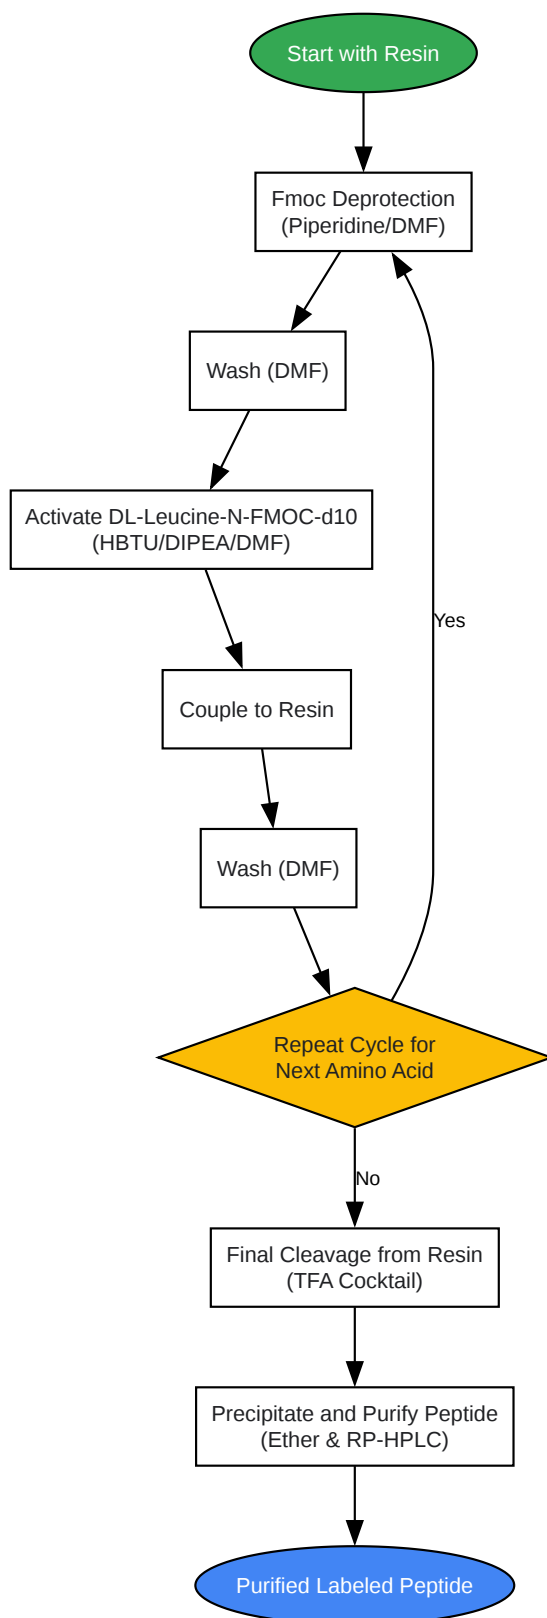 Start with Resin
Fmoc Deprotection
(Piperidine/DMF)
Wash (DMF)
Activate DL-Leucine-N-FMOC-d10
(HBTU/DIPEA/DMF)
Yes
Couple to Resin
Wash (DMF)
Repeat Cycle for
Next Amino Acid
No
Final Cleavage from Resin
(TFA Cocktail)
Precipitate and Purify Peptide
(Ether & RP-HPLC)
Purified Labeled Peptide